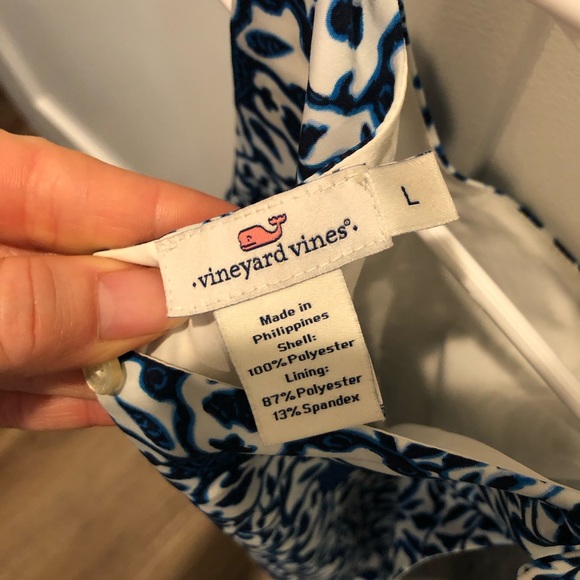 L
vineyard vines®
Made in
Philippines
Shell:
100% Polyester
Lining:
87% Polyester
13% Spandex